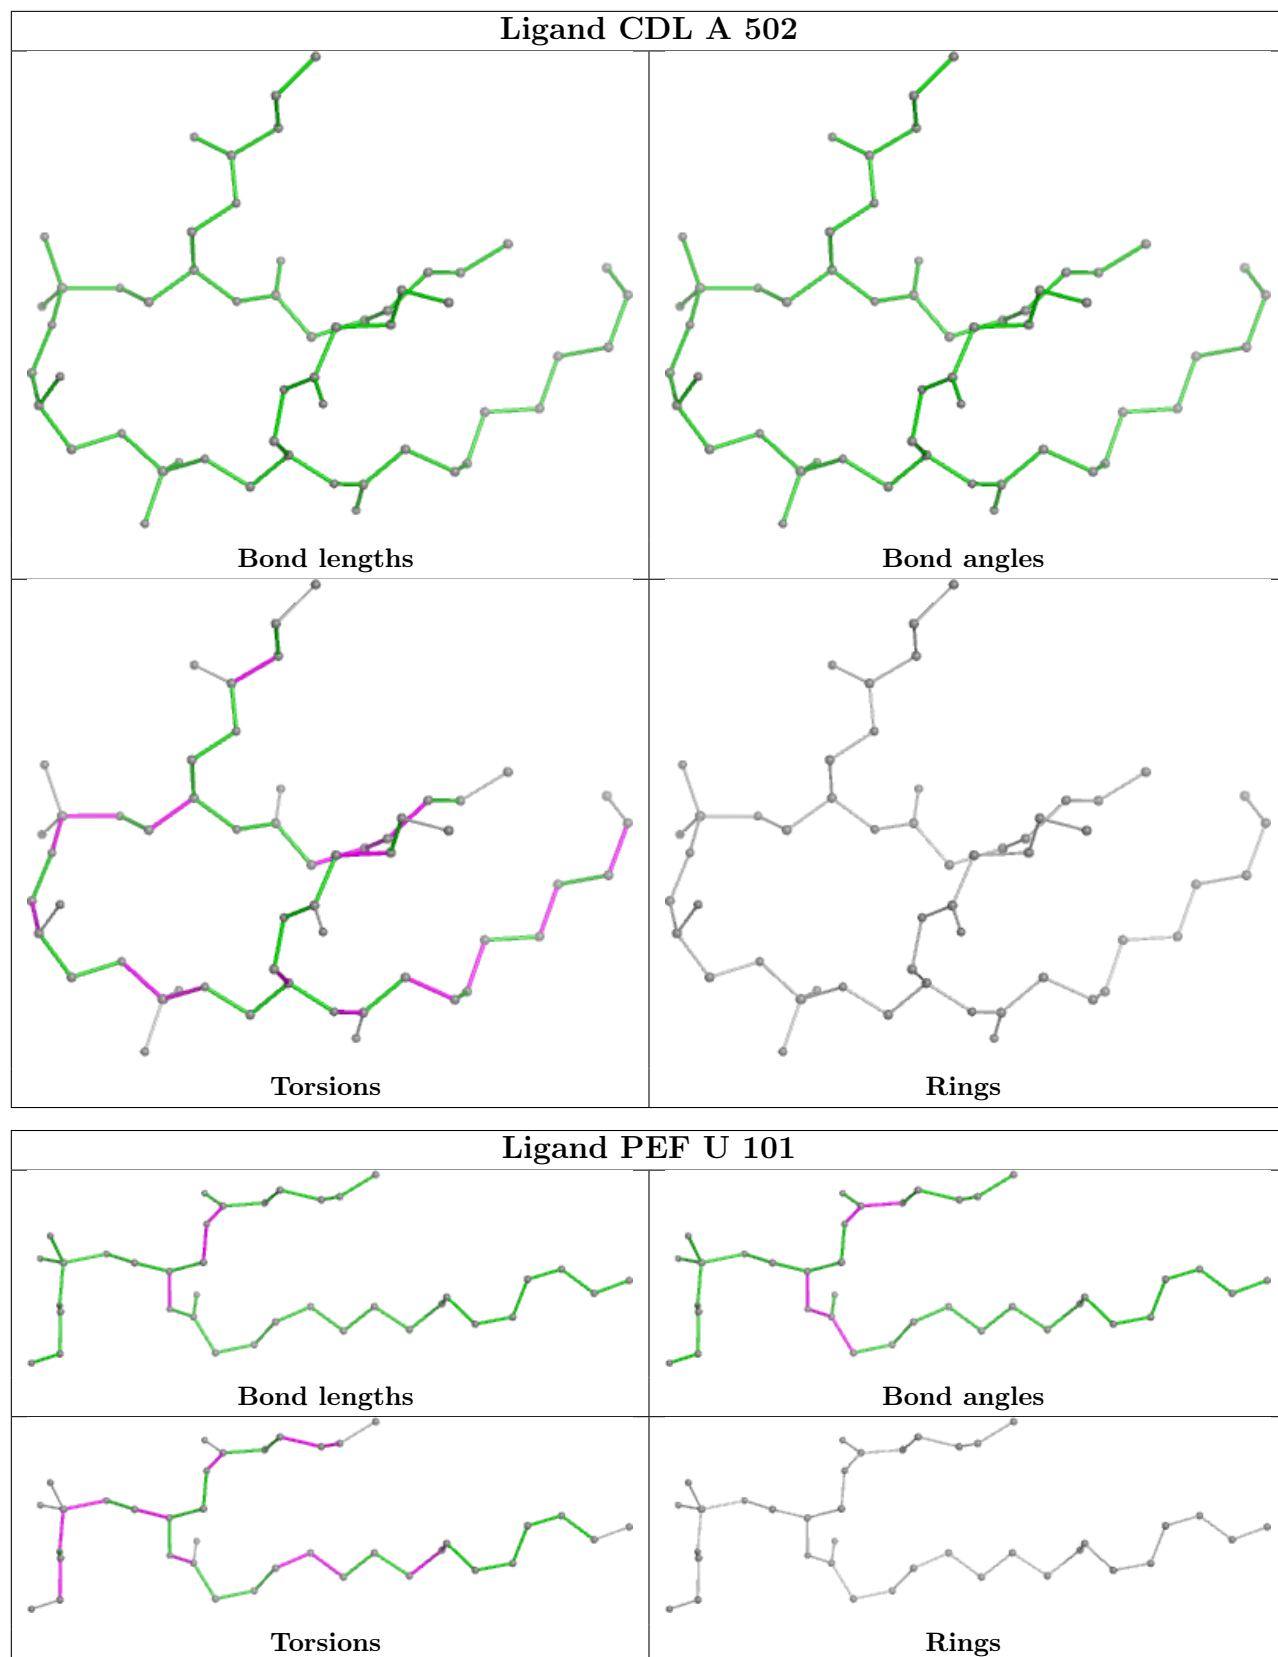 Ligand CDL A 502
Bond lengths
Bond angles
Torsions
Rings
Ligand PEF U 101
Bond lengths
Bond angles
Torsions
Rings